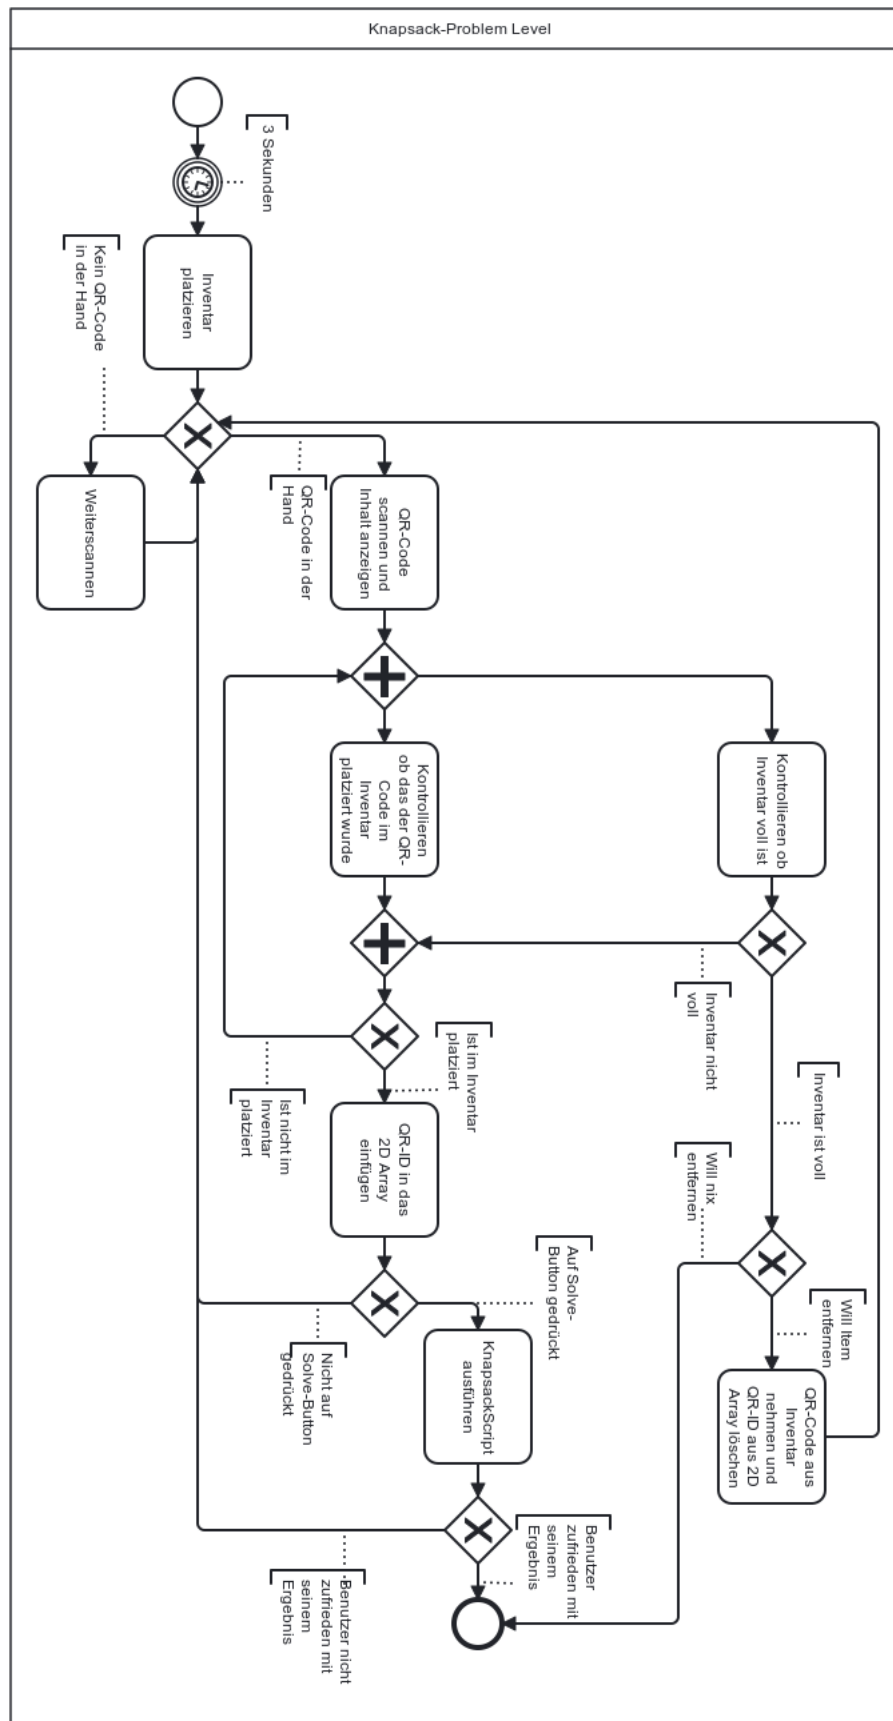 Knapsack-Problem Level
3 Sekunden
Inventar
platzieren
Kein QR-Code
in der Hand
Weiterscannen
QR-Code in der
Hand
QR-Code
scannen und
Inhalt anzeigen
Kontrollieren
ob das der QR-
Code im
Inventar
platziert wurde
Kontrollieren ob
Inventar voll ist
Inventar nicht
voll
Inventar ist voll
Ist im Inventar
platziert
Ist nicht im
Inventar
platziert
QR-ID in das
2D Array
einfügen
Will nix
entfernen
Will Item
entfernen
QR-Code aus
Inventar
nehmen und
QR-ID aus 2D
Array löschen
Auf Solve-
Button gedrückt
Nicht auf
Solve-Button
gedrückt
KnapsackScript
ausführen
Benutzer
zufrieden mit
seinem
Ergebnis
Benutzer nicht
zufrieden mit
seinem
Ergebnis